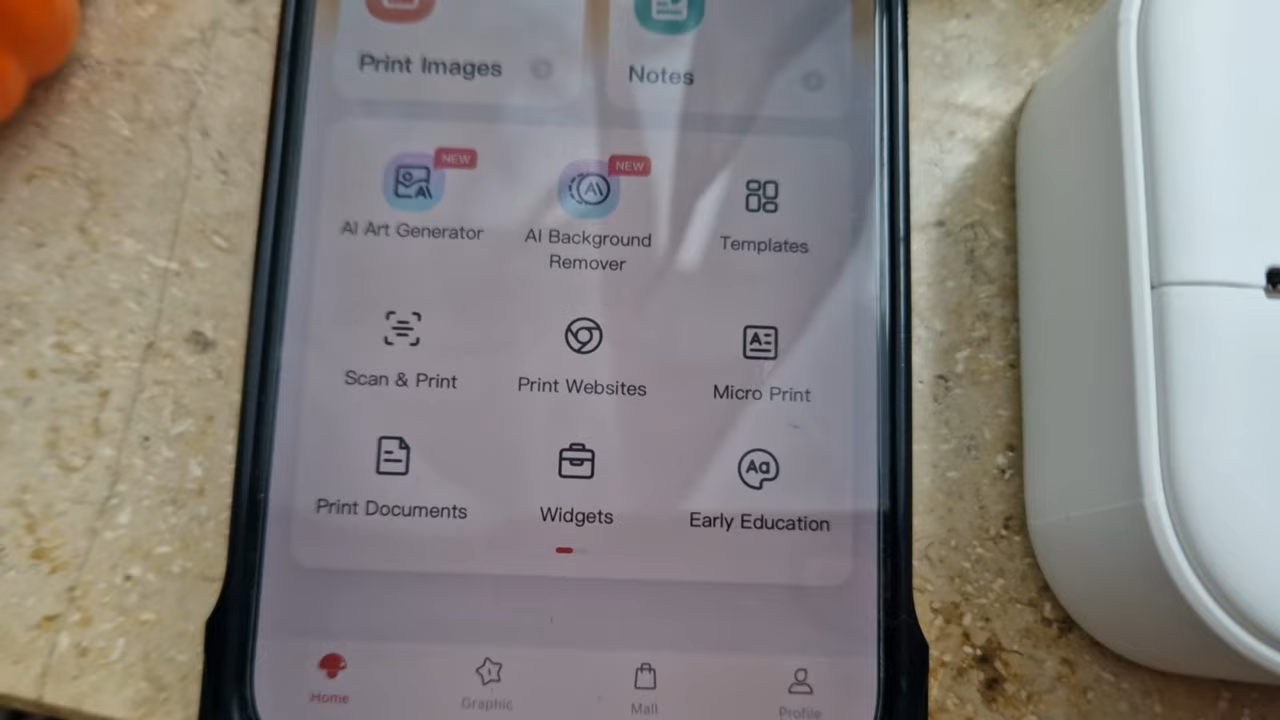 Print Images
Notes
NEW
NEW
AI Art Generator
AI Background
Remover
Templates
Scan & Print
Print Websites
Micro Print
Print Documents
Widgets
Early Education
Home
Graphic
Mall
Profile